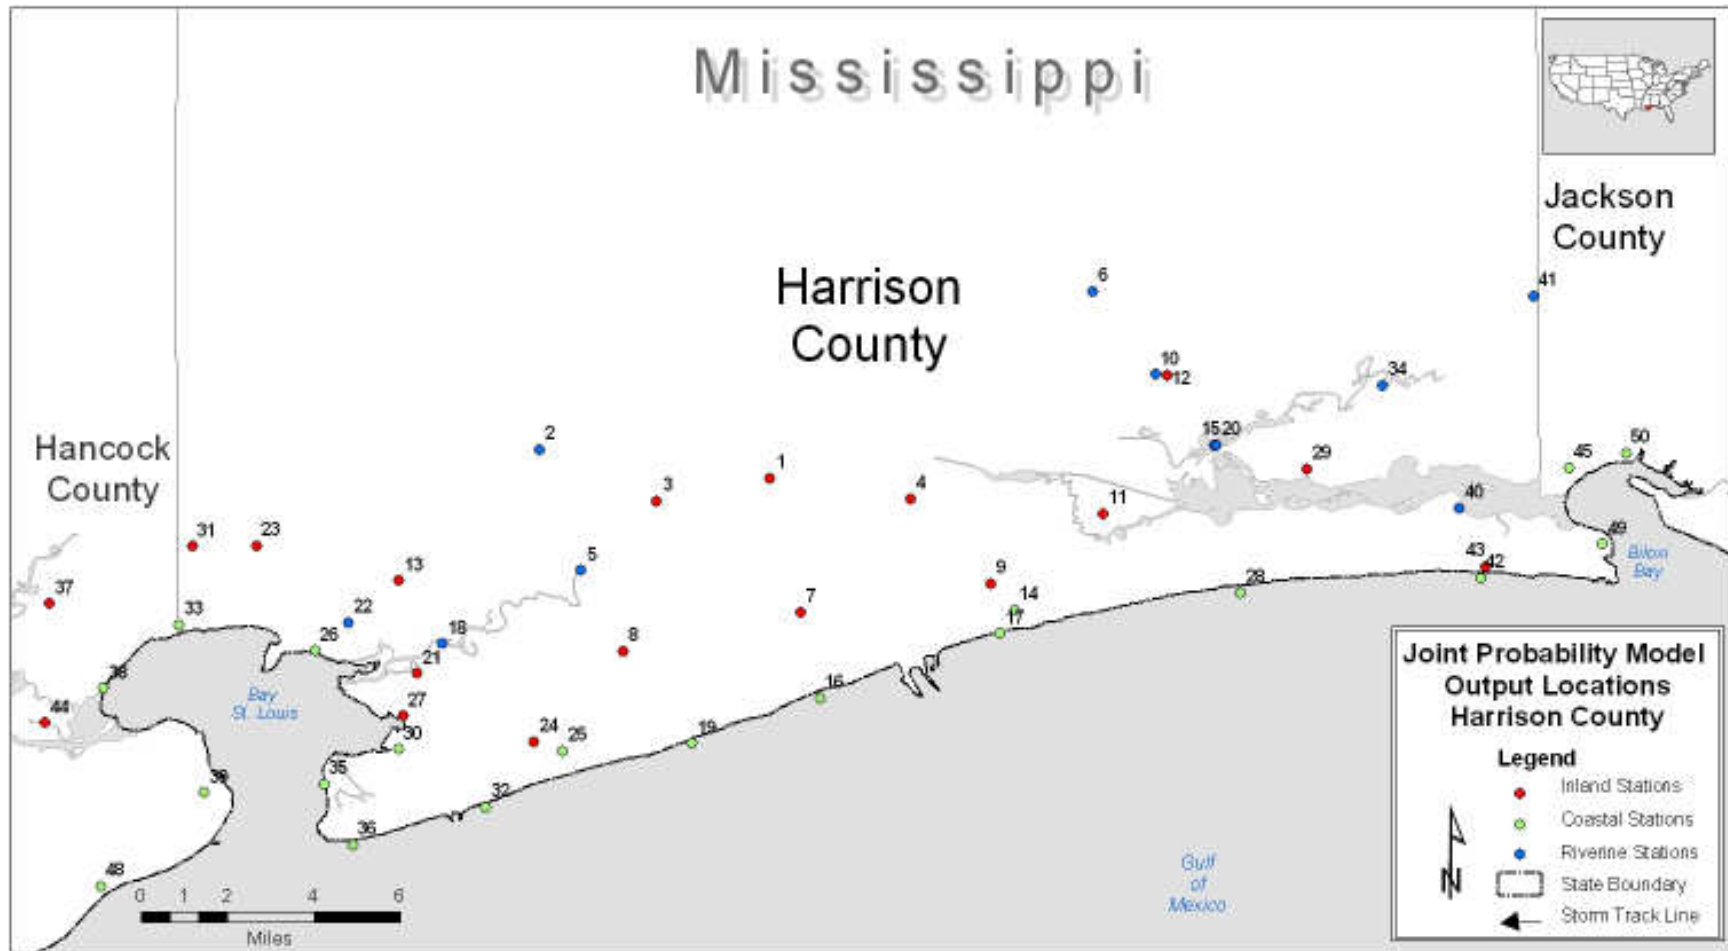 Mississippi
Jackson
County
6
41
Harrison
County
10
12
34
2
15 20
50
Hancock
County
1
29
45
3
4
40
11
31
23
49
5
43
42
Biloxi
Bay
13
37
9
28
22
7
14
33
18
17
26
8
21
38
Bay
St. Louis
16
27
44
30
24
25
19
35
39
32
36
48
Gulf
of
Mexico
0 1 2 4 6
Miles
Joint Probability Model
Output Locations
Harrison County
Legend
Inland Stations
Coastal Stations
Riverine Stations
State Boundary
Storm Track Line
N